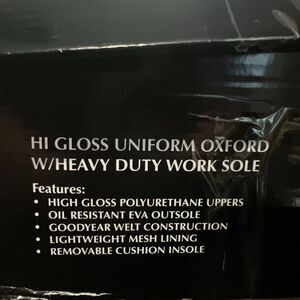 HI GLOSS UNIFORM OXFORD
W/HEAVY DUTY WORK SOLE
Features:
• HIGH GLOSS POLYURETHANE UPPERS
• OIL RESISTANT EVA OUTSOLE
• GOODYEAR WELT CONSTRUCTION
• LIGHTWEIGHT MESH LINING
• REMOVABLE CUSHION INSOLE